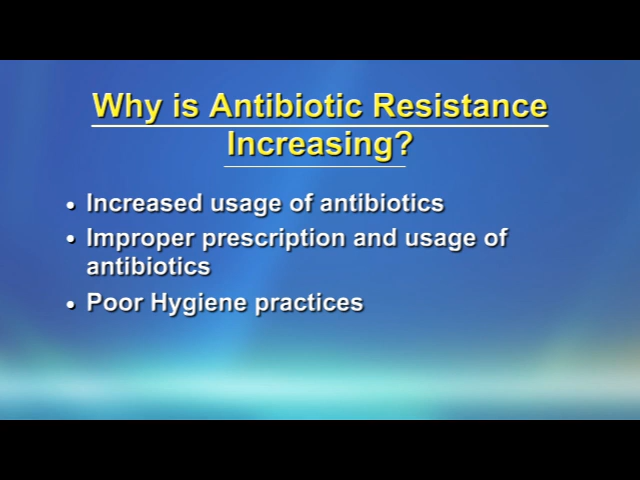 Why is Antibiotic Resistance
Increasing?
• Increased usage of antibiotics
• Improper prescription and usage of
antibiotics
• Poor Hygiene practices